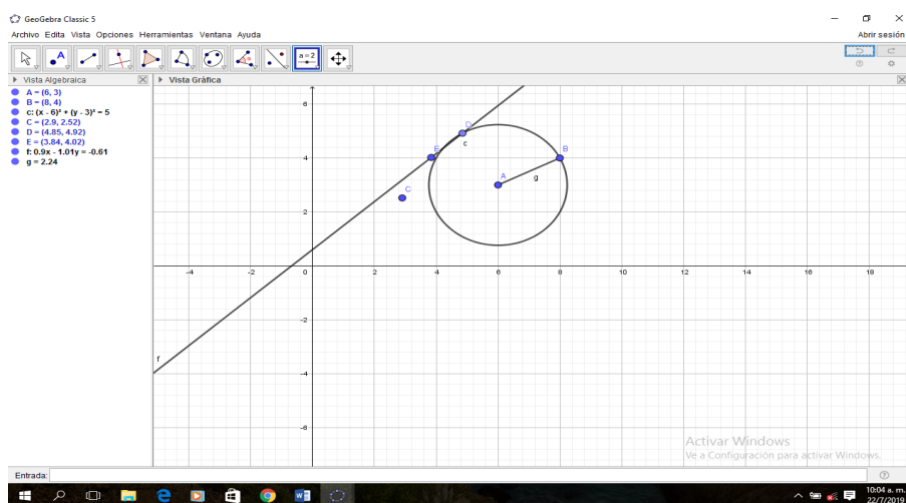 GeoGebra Classic 5
Archivo Edita Vista Opciones Herramientas Ventana Ayuda
Abrir sesión
A
a=2
Vista Algebraica
Vista Gráfica
A = (6, 3)
B = (8, 4)
c: (x - 6)² + (y - 3)² = 5
C = (2.9, 2.52)
D = (4.85, 4.92)
E = (3.84, 4.02)
f: 0.9x - 1.01y = -0.61
g = 2.24
6
D
c
E
4
B
A
g
C
2
-4
-2
0
2
4
6
8
10
12
14
16
18
-2
f
-4
-6
Activar Windows
Ve a Configuración para activar Windows.
Entrada:
10:04 a. m.
22/7/2019